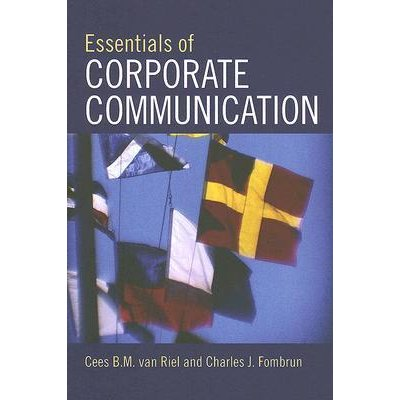 Essentials of
CORPORATE
COMMUNICATION
Cees B.M. van Riel and Charles J. Fombrun